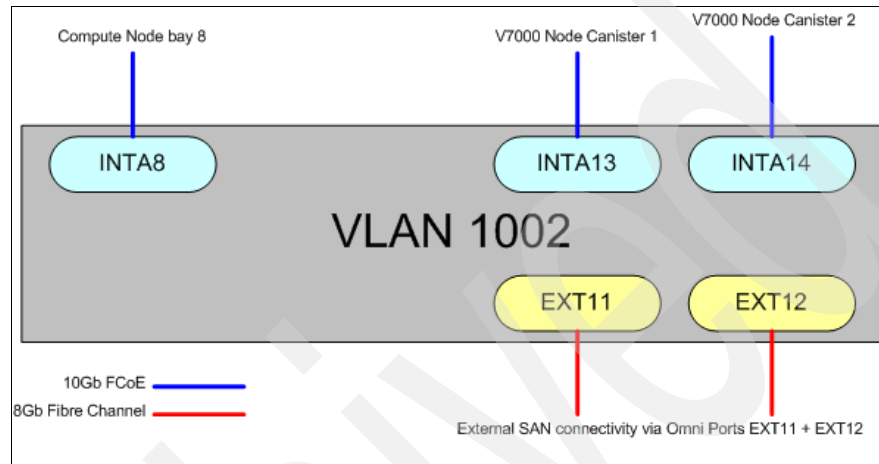 Compute Node bay 8
V7000 Node Canister 1
V7000 Node Canister 2
INTA8
INTA13
INTA14
VLAN 1002
EXT11
EXT12
10Gb FCoE
8Gb Fibre Channel
External SAN connectivity via Omni Ports EXT11 + EXT12